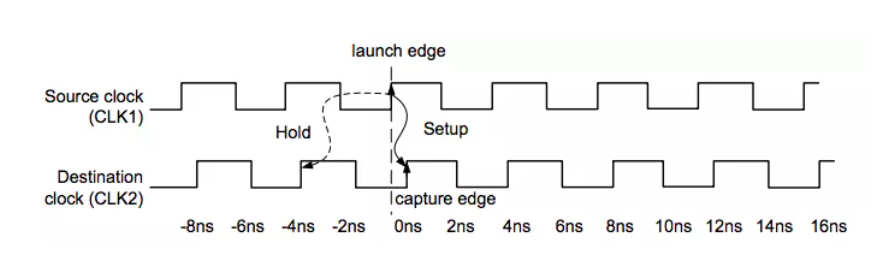 launch edge
Source clock
(CLK1)
Hold
Setup
Destination
clock (CLK2)
capture edge
-8ns -6ns -4ns -2ns 0ns 2ns 4ns 6ns 8ns 10ns 12ns 14ns 16ns